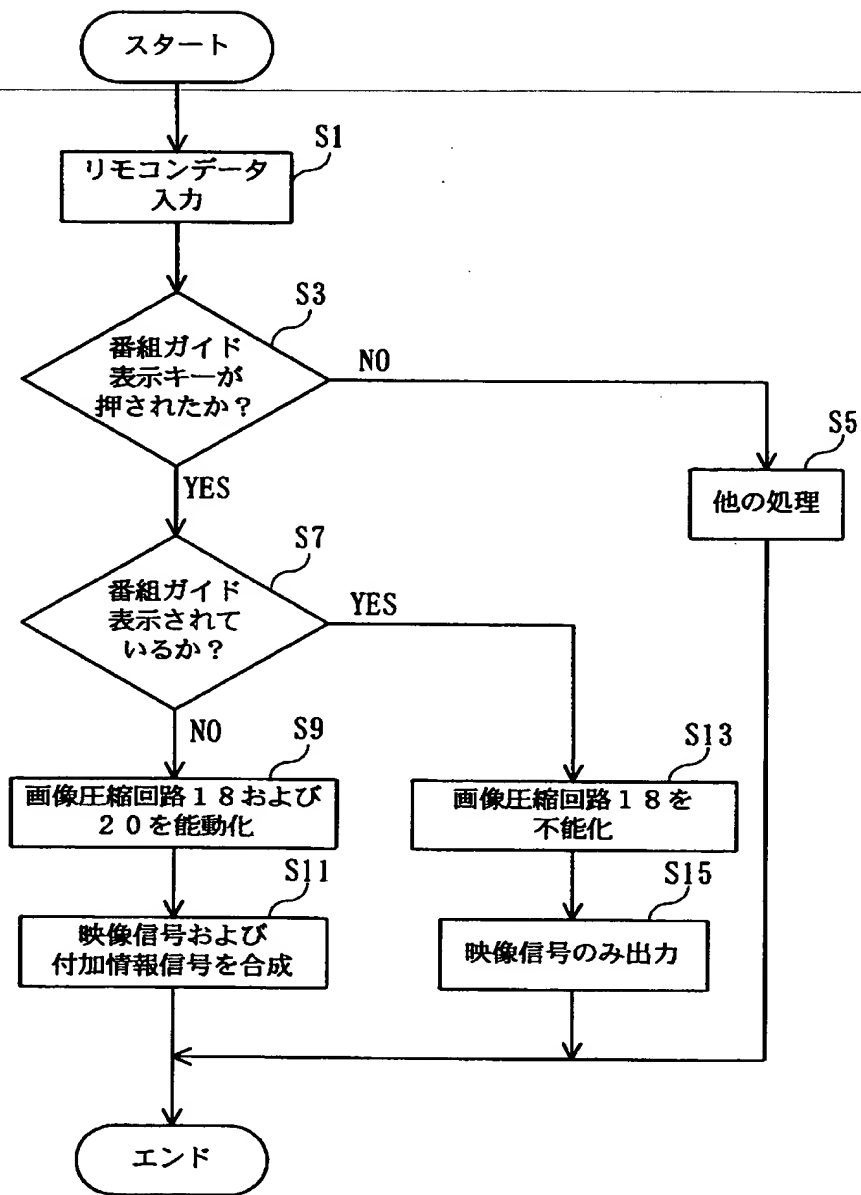 スタート
S1
リモコンデータ
入力
S3
番組ガイド
表示キーが
押されたか?
NO
YES
S5
他の処理
S7
番組ガイド
表示されて
いるか?
YES
NO
S9
画像圧縮回路18および
20を能動化
S13
画像圧縮回路18を
不能化
S11
映像信号および
付加情報信号を合成
S15
映像信号のみ出力
エンド